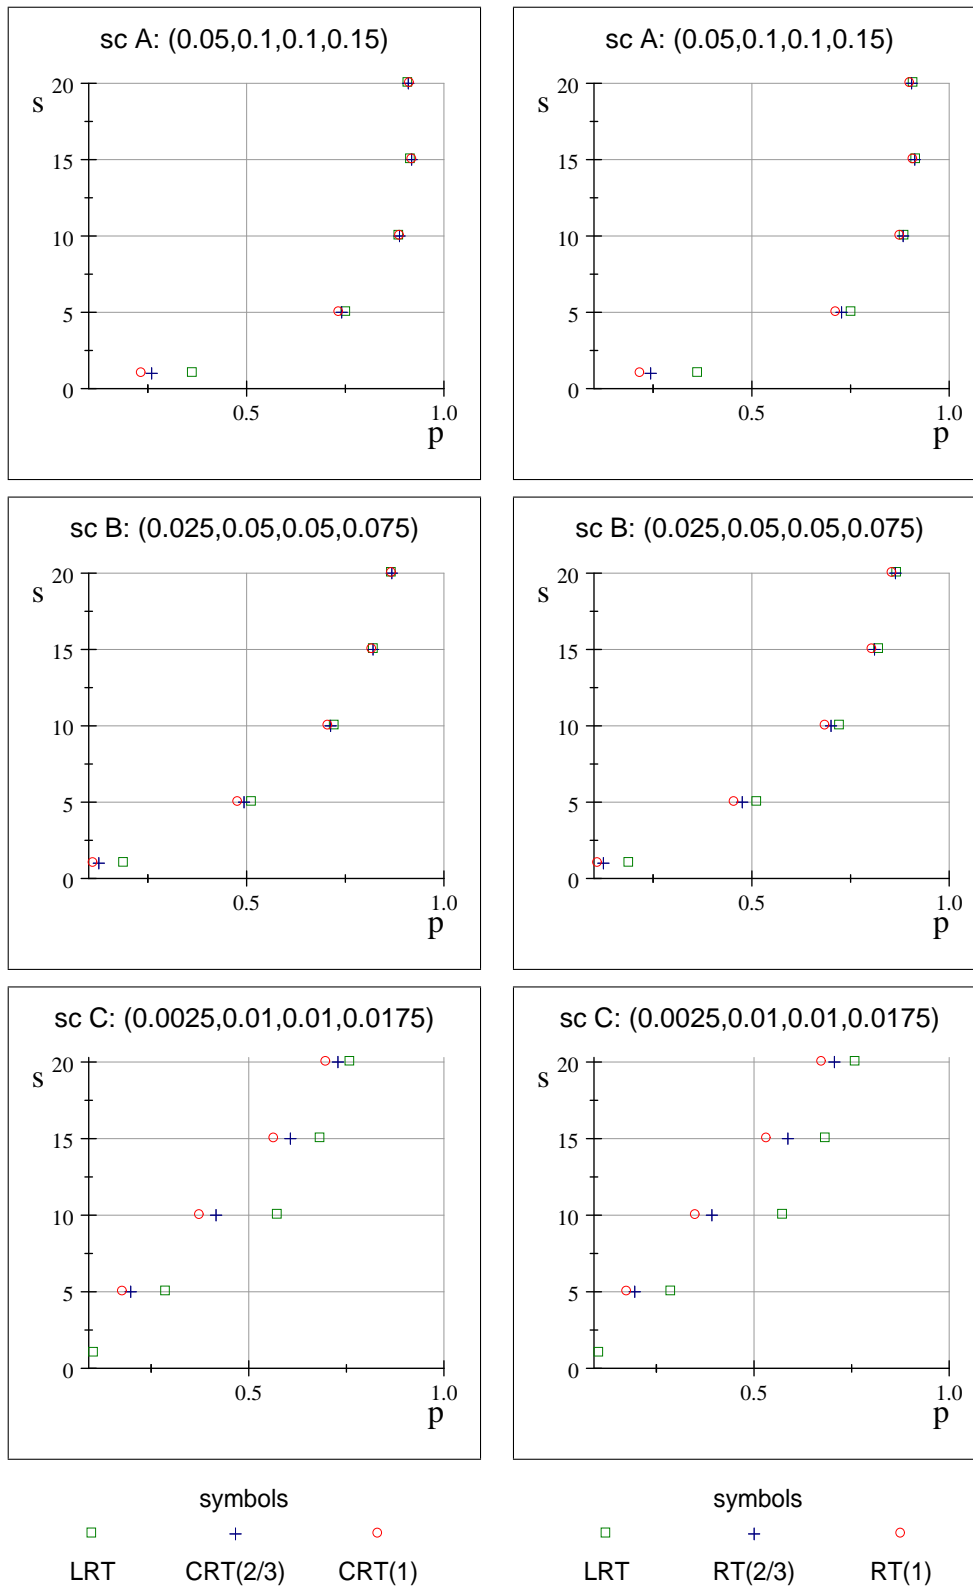 sc A: (0.05,0.1,0.1,0.15)
s
20
15
10
5
0
0.5
1.0
p
sc A: (0.05,0.1,0.1,0.15)
s
20
15
10
5
0
0.5
1.0
p
sc B: (0.025,0.05,0.05,0.075)
s
20
15
10
5
0
0.5
1.0
p
sc B: (0.025,0.05,0.05,0.075)
s
20
15
10
5
0
0.5
1.0
p
sc C: (0.0025,0.01,0.01,0.0175)
s
20
15
10
5
0
0.5
1.0
p
sc C: (0.0025,0.01,0.01,0.0175)
s
20
15
10
5
0
0.5
1.0
p
symbols
LRT CRT(2/3) CRT(1)
symbols
LRT RT(2/3) RT(1)